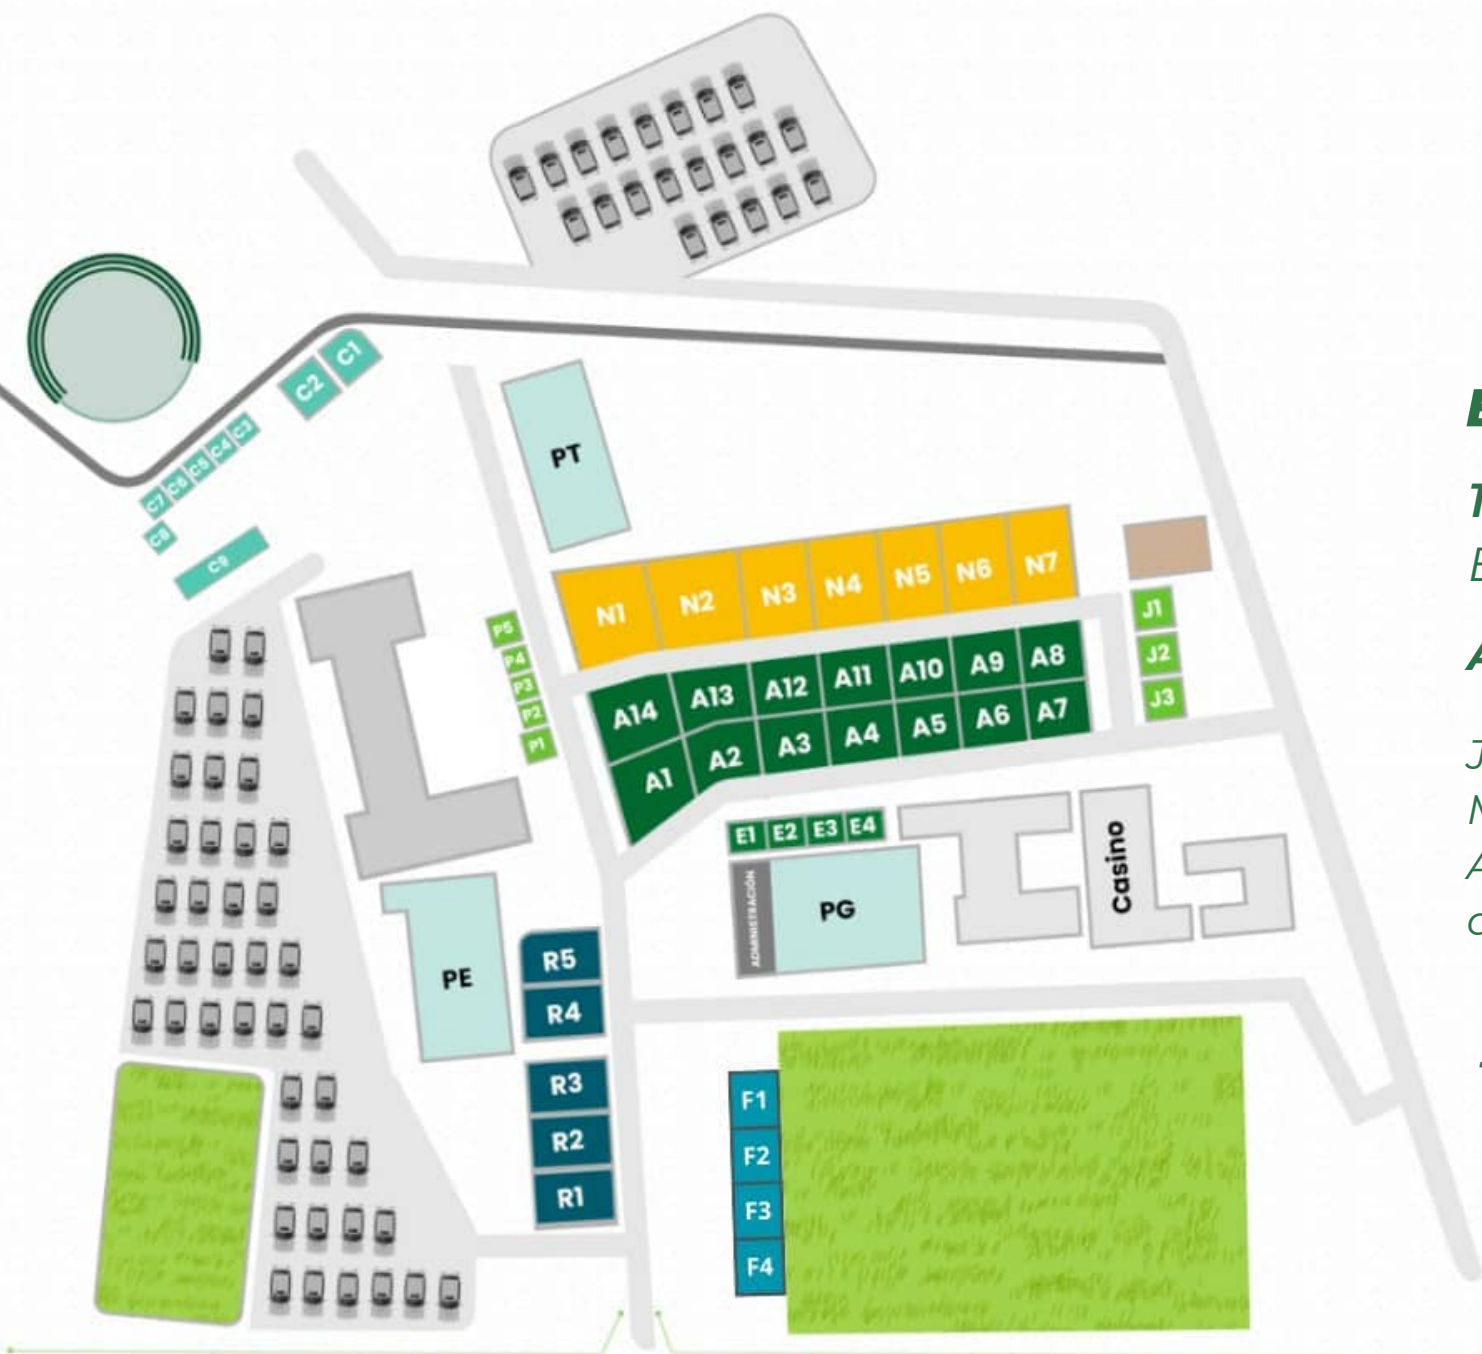 C1
C2
C3
C4
C5
C6
C7
C8
C9
PT
N1 N2 N3 N4 N5 N6 N7
P5
P4
P3
P2
P1
A14 A13 A12 A11 A10 A9 A8
A1 A2 A3 A4 A5 A6 A7
J1
J2
J3
E1 E2 E3 E4
ADMINISTRACIÓN
PG
Casino
PE
R5
R4
R3
R2
R1
F1
F2
F3
F4